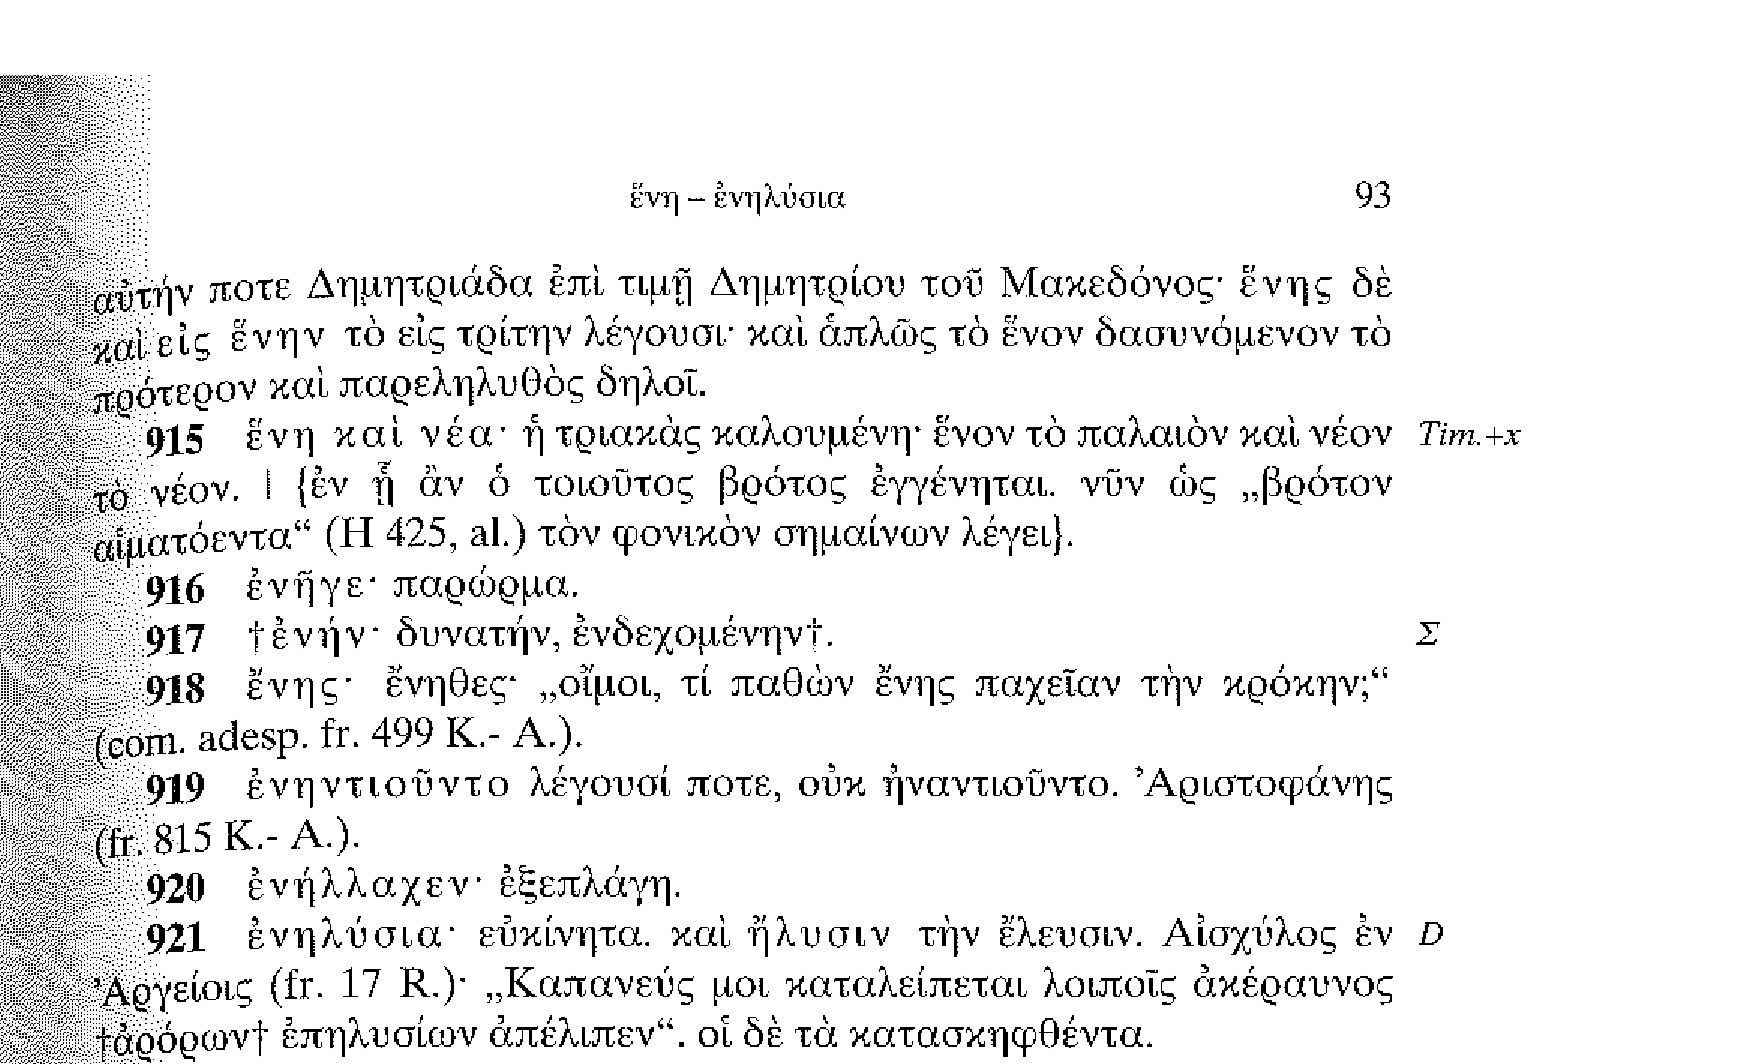 ἔνη – ἐνηλύσια 93
αὐτήν ποτε Δημητριάδα ἐπὶ τιμῇ Δημητρίου τοῦ Μακεδόνος· ἔνης δὲ
καὶ εἰς ἔνην τὸ εἰς τρίτην λέγουσι· καὶ ἁπλῶς τὸ ἕνον δασυνόμενον τὸ
πρότερον καὶ παρεληλυθὸς δηλοῖ.
915 ἕνη καὶ νέα· ἡ τριακὰς καλουμένη· ἕνον τὸ παλαιὸν καὶ νέον Tim.+x
τὸ νέον. | {ἐν ᾗ ἂν ὁ τοιοῦτος βρότος ἐγγένηται. νῦν ὡς „βρότον
αἱματόεντα“ (Η 425, al.) τὸν φονικὸν σημαίνων λέγει}.
916 ἐνῆγε· παρώρμα.
917 †ἐνήν· δυνατήν, ἐνδεχομένην†. Σ
918 ἔνης· ἔνηθες· „οἴμοι, τί παθὼν ἔνης παχεῖαν τὴν κρόκην;“
(com. adesp. fr. 499 K.- A.).
919 ἐνηντιοῦντο λέγουσί ποτε, οὐκ ἠναντιοῦντο. Ἀριστοφάνης
(fr. 815 K.- A.).
920 ἐνήλλαχεν· ἐξεπλάγη.
921 ἐνηλύσια· εὐκίνητα. καὶ ἤλυσιν τὴν ἔλευσιν. Αἰσχύλος ἐν D
Ἀργείοις (fr. 17 R.)· „Καπανεύς μοι καταλείπεται λοιποῖς ἀκέραυνος
†ἀρόρων† ἐπηλυσίων ἀπέλιπεν“. οἱ δὲ τὰ κατασκηφθέντα.